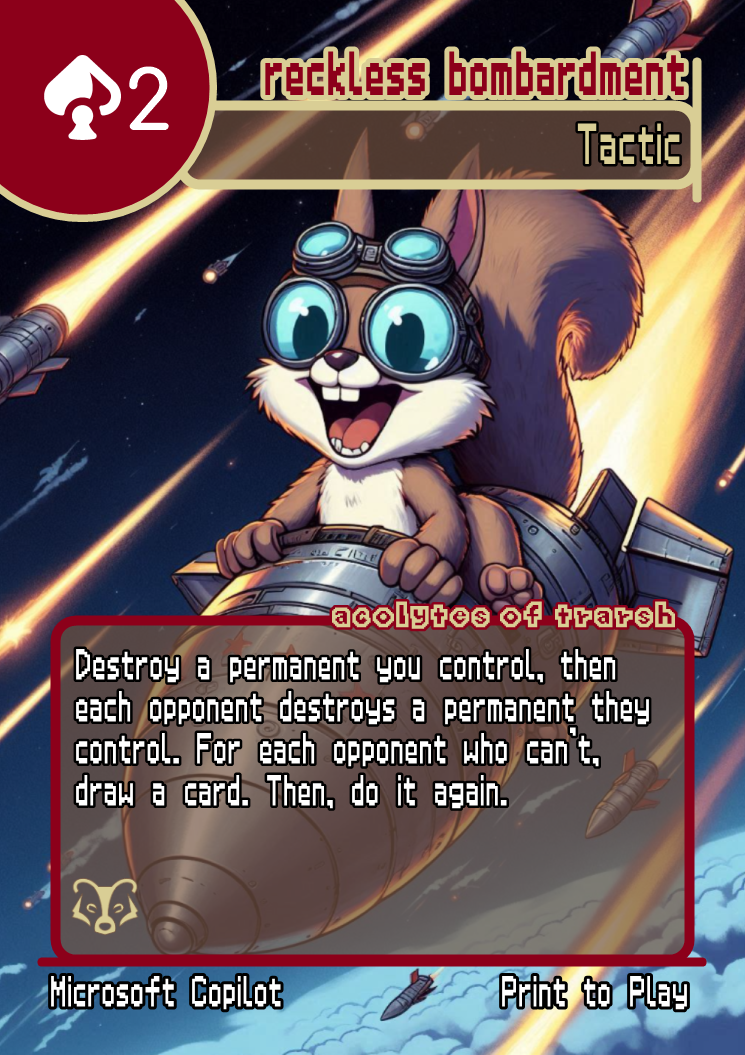 2
reckless bombardment
Tactic
acolytes of trarsh
Destroy a permanent you control, then
each opponent destroys a permanent they
control. For each opponent who can't,
draw a card. Then, do it again.
Microsoft Copilot
Print to Play